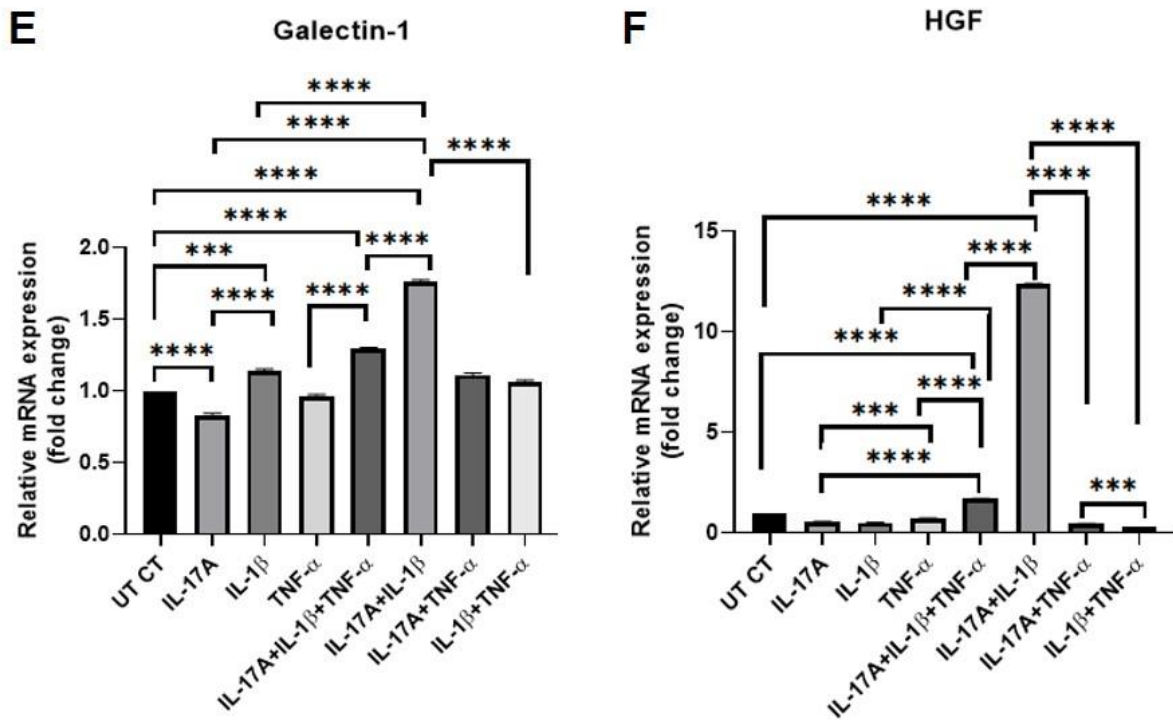 E
Galectin-1
****
****
****
****
****
***
****
****
****
****
Relative mRNA expression
(fold change)
2.0
1.5
1.0
0.5
0.0
UT CT
IL-17A
IL-1β
TNF-α
IL-17A+IL-1β+TNF-α
IL-17A+IL-1β
IL-17A+TNF-α
IL-1β+TNF-α
F
HGF
****
****
****
****
****
****
****
***
****
***
Relative mRNA expression
(fold change)
15
10
5
0
UT CT
IL-17A
IL-1β
TNF-α
IL-17A+IL-1β+TNF-α
IL-17A+IL-1β
IL-17A+TNF-α
IL-1β+TNF-α